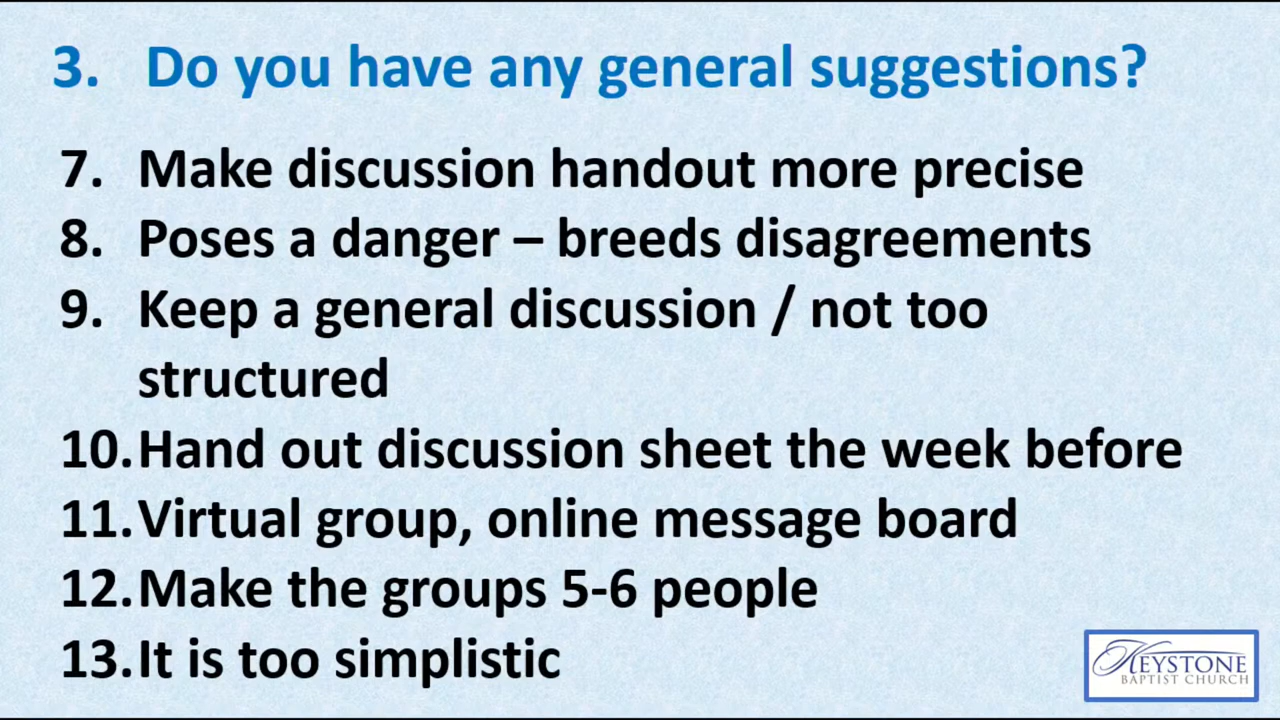 3. Do you have any general suggestions?
7. Make discussion handout more precise
8. Poses a danger – breeds disagreements
9. Keep a general discussion / not too
structured
10. Hand out discussion sheet the week before
11. Virtual group, online message board
12. Make the groups 5-6 people
13. It is too simplistic
KEYSTONE
BAPTIST CHURCH